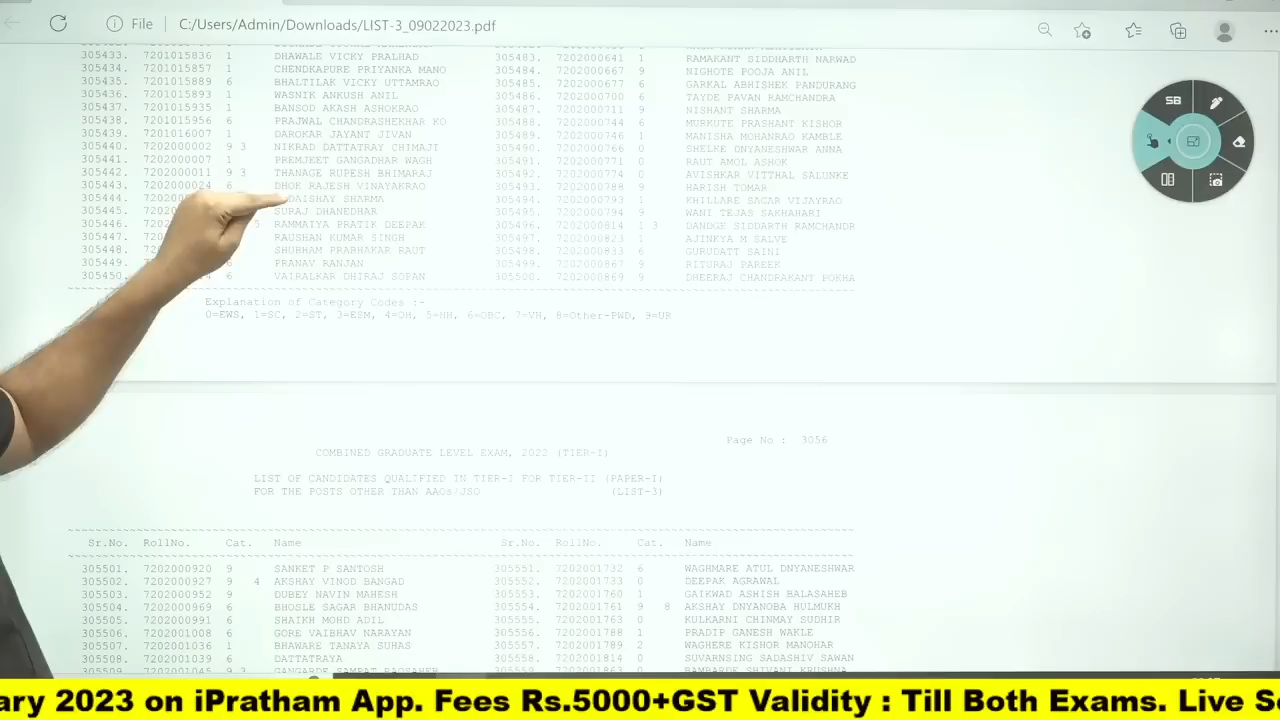 File C:/Users/Admin/Downloads/LIST-3_09022023.pdf
305433. 7201015836 1 DHAWALE VICKY PRALHAD 305483. 7202000641 1 RAMAKANT SIDDHARTH NARWAD
305434. 7201015857 1 CHENDKAPURE PRIYANKA MANO 305484. 7202000667 9 NIGHOTE POOJA ANIL
305435. 7201015889 6 BHALTILAK VICKY UTTAMRAO 305485. 7202000677 6 GARKAL ABHISHEK PANDURANG
305436. 7201015893 1 WASNIK ANKUSH ANIL 305486. 7202000700 6 TAYDE PAVAN RAMCHANDRA
305437. 7201015935 1 BANSOD AKASH ASHOKRAO 305487. 7202000711 9 NISHANT SHARMA
305438. 7201015956 6 PRAJWAL CHANDRASHEKHAR KO 305488. 7202000744 6 MURKUTE PRASHANT KISHOR
305439. 7201016007 1 DAROKAR JAYANT JIVAN 305489. 7202000746 1 MANISHA MOHANRAO KAMBLE
305440. 7202000002 9 3 NIKRAD DATTATRAY CHIMAJI 305490. 7202000766 0 SHELKE DNYANESHWAR ANNA
305441. 7202000007 1 PREMJEET GANGADHAR WAGH 305491. 7202000771 0 RAUT AMOL ASHOK
305442. 7202000011 9 3 THANAGE RUPESH BHIMARAJ 305492. 7202000774 0 AVISHKAR VITTHAL SALUNKE
305443. 7202000024 6 DHOK RAJESH VINAYAKRAO 305493. 7202000788 9 HARISH TOMAR
305444. SHARMA 305494. 7202000793 1 KHILLARE SAGAR VIJAYRAO
305445. SURAJ DHANEDHAR 305495. 7202000794 9 WANI TEJAS SAKHAHARI
305446. 5 RAMMAIYA PRATIK DEEPAK 305496. 7202000814 1 3 DANDGE SIDDARTH RAMCHANDR
305447. RAUSHAN KUMAR SINGH 305497. 7202000823 1 AJINKYA M SALVE
305448. SHUBHAM PRABHAKAR RAUT 305498. 7202000833 6 GURUDATT SAINI
305449. 6 PRANAV RANJAN 305499. 7202000867 9 RITURAJ PAREEK
305450. 6 VAIRALKAR DHIRAJ SOPAN 305500. 7202000869 9 DHEERAJ CHANDRAKANT POKHA
Explanation of Category Codes :-
0=EWS, 1=SC, 2=ST, 3=ESM, 4=OH, 5=HH, 6=OBC, 7=VH, 8=Other-PWD, 9=UR
SB
Page No : 3056
COMBINED GRADUATE LEVEL EXAM, 2022 (TIER-I)
LIST OF CANDIDATES QUALIFIED IN TIER-I FOR TIER-II (PAPER-I)
FOR THE POSTS OTHER THAN AAOs/JSO (LIST-3)
Sr.No. RollNo. Cat. Name Sr.No. RollNo. Cat. Name
305501. 7202000920 9 SANKET P SANTOSH 305551. 7202001732 6 WAGHMARE ATUL DNYANESHWAR
305502. 7202000927 9 4 AKSHAY VINOD BANGAD 305552. 7202001733 0 DEEPAK AGRAWAL
305503. 7202000952 9 DUBEY NAVIN MAHESH 305553. 7202001760 1 GAIKWAD ASHISH BALASAHEB
305504. 7202000969 6 BHOSLE SAGAR BHANUDAS 305554. 7202001761 9 8 AKSHAY DNYANOBA HULMUKH
305505. 7202000991 6 SHAIKH MOHD ADIL 305555. 7202001763 0 KULKARNI CHINMAY SUDHIR
305506. 7202001008 6 GORE VAIBHAV NARAYAN 305556. 7202001788 1 PRADIP GANESH WAKLE
305507. 7202001036 1 BHAWARE TANAYA SUHAS 305557. 7202001789 2 WAGHERE KISHOR MANOHAR
305508. 7202001039 6 DATTATRAYA 305558. 7202001814 0 SUVARNSING SADASHIV SAWAN
305509. 7202001045 9 3 GANGARDE SAMPAT RAOSAHEB 305559. 7202001863 0 BAMBARDE SHIVANI KRUSHNA
ary 2023 on iPratham App. Fees Rs.5000+GST Validity : Till Both Exams. Live S